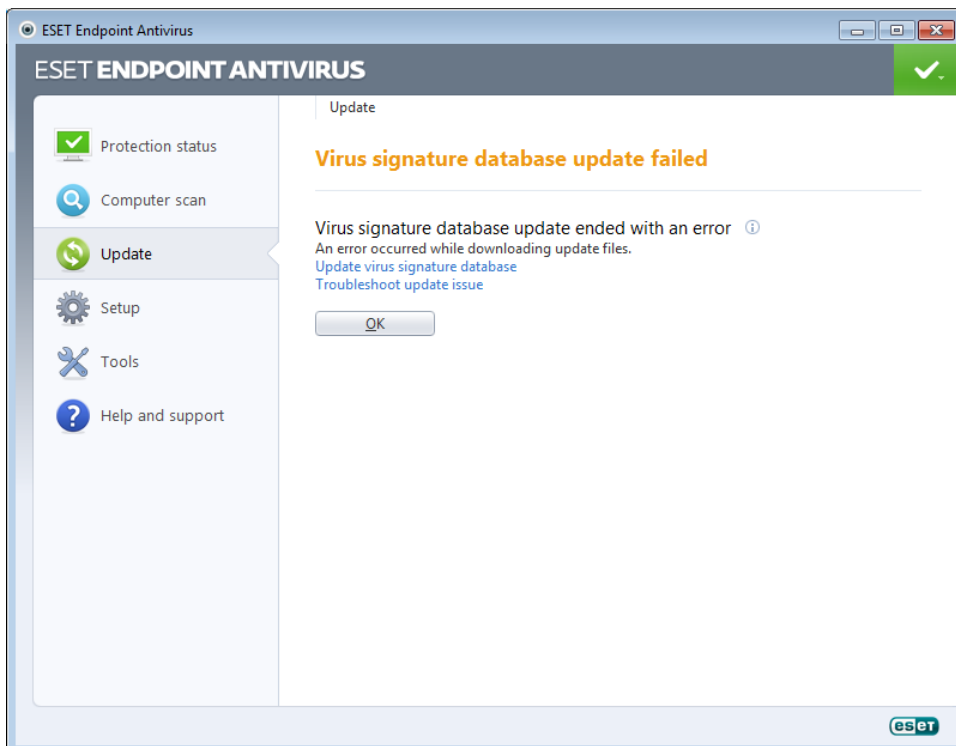 ESET Endpoint Antivirus
ESET ENDPOINT ANTIVIRUS
Update
Protection status
Computer scan
Update
Setup
Tools
Help and support
Virus signature database update failed
Virus signature database update ended with an error
An error occurred while downloading update files.
Update virus signature database
Troubleshoot update issue
OK
eset